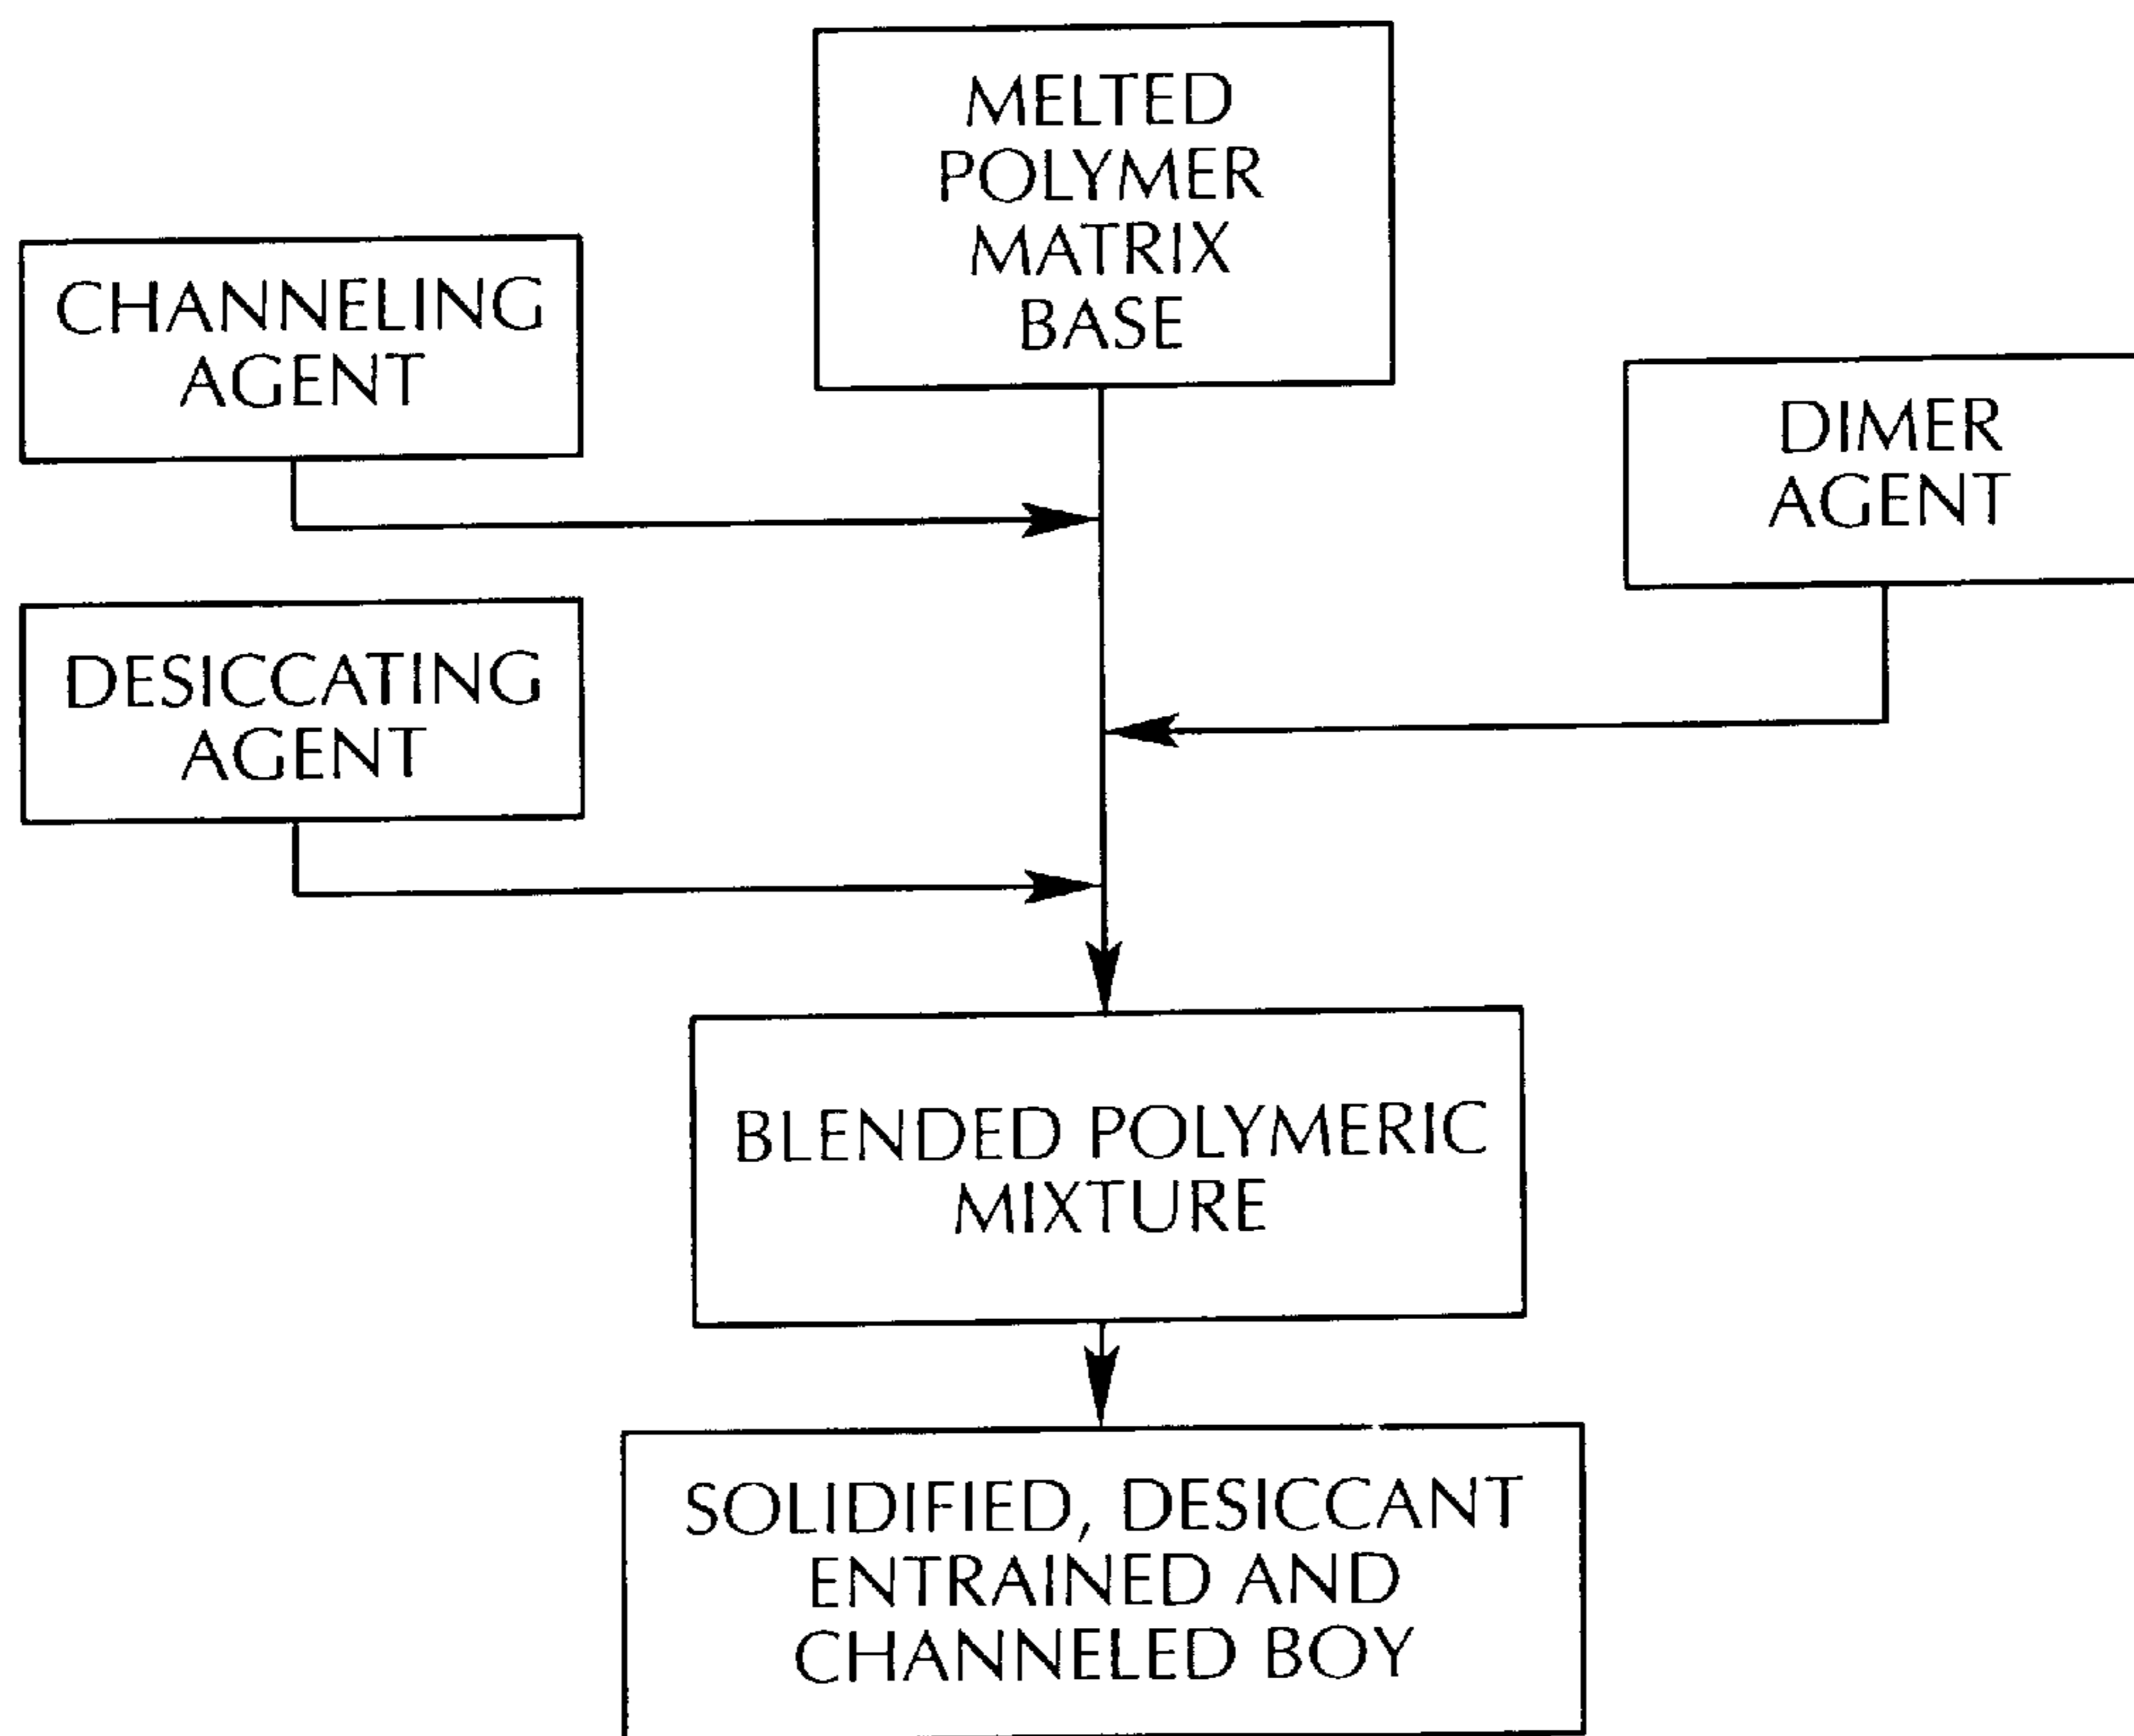 MELTED
POLYMER
MATRIX
BASE
CHANNELING
AGENT
DIMER
AGENT
DESICCATING
AGENT
BLENDED POLYMERIC
MIXTURE
SOLIDIFIED, DESICCANT
ENTRAINED AND
CHANNELED BOY